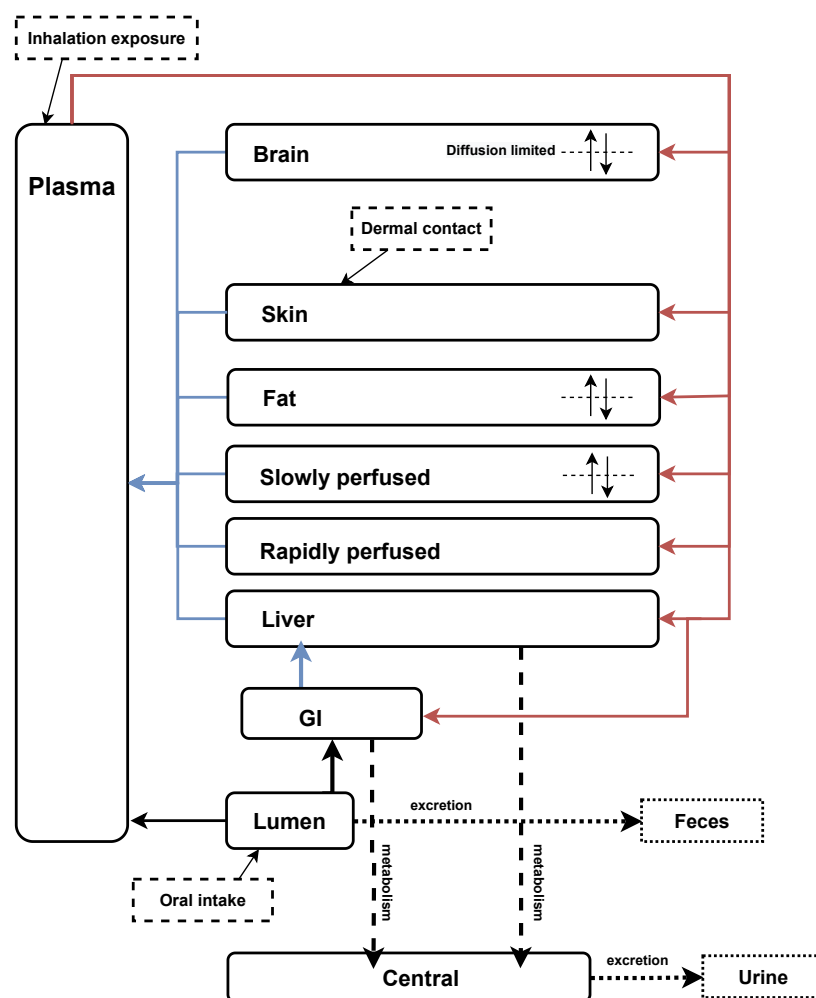 Inhalation exposure
Plasma
Brain
Diffusion limited
Dermal contact
Skin
Fat
Slowly perfused
Rapidly perfused
Liver
GI
Lumen
excretion
Feces
metabolism
metabolism
Oral intake
Central
excretion
Urine